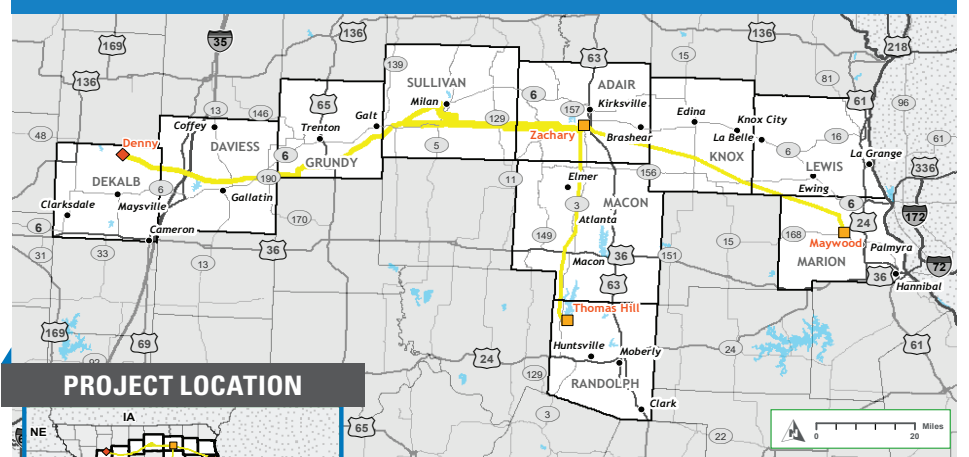 136
136
218
169
35
63
15
139
SULLIVAN
ADAIR
81
136
65
6
157
Kirksville
61
96
13
146
Milan
Edina
Knox City
Coffey
Galt
129
48
Trenton
Zachary
Brashear
La Belle
16
61
Denny
DAVIESS
6
GRUNDY
5
KNOX
6
LEWIS
La Grange
336
DEKALB
190
11
Elmer
156
Clarksdale
6
Maysville
Gallatin
MACON
Ewing
6
172
6
170
3
Atlanta
24
Cameron
149
168
Maywood
Palmyra
31
33
36
Macon
36
151
15
MARION
72
13
63
36
Hannibal
Thomas Hill
169
69
Huntsville
Moberly
24
61
24
92
129
RANDOLPH
PROJECT LOCATION
Clark
3
IA
NE
65
22
0 20 Miles